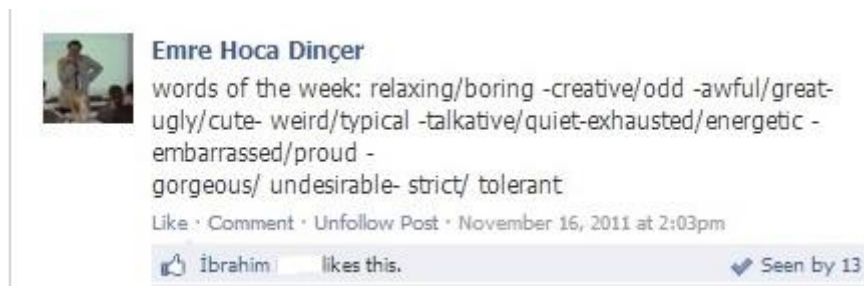 Emre Hoca Dinçer
words of the week: relaxing/boring -creative/odd -awful/great-
ugly/cute- weird/typical -talkative/quiet-exhausted/energetic -
embarrassed/proud -
gorgeous/ undesirable- strict/ tolerant
Like · Comment · Unfollow Post · November 16, 2011 at 2:03pm
İbrahim likes this. Seen by 13